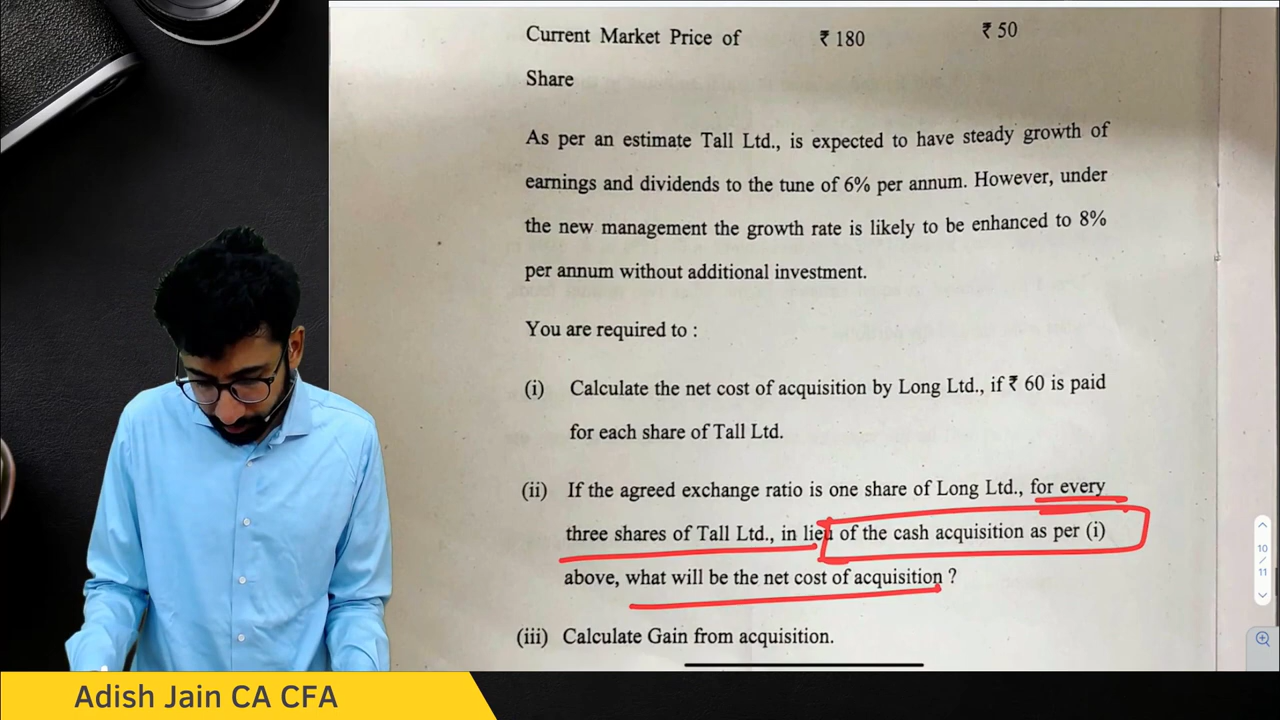 Current Market Price of ₹ 180 ₹ 50
Share
As per an estimate Tall Ltd., is expected to have steady growth of
earnings and dividends to the tune of 6% per annum. However, under
the new management the growth rate is likely to be enhanced to 8%
per annum without additional investment.
You are required to :
(i) Calculate the net cost of acquisition by Long Ltd., if ₹ 60 is paid
for each share of Tall Ltd.
(ii) If the agreed exchange ratio is one share of Long Ltd., for every
three shares of Tall Ltd., in lieu of the cash acquisition as per (i)
above, what will be the net cost of acquisition ?
(iii) Calculate Gain from acquisition.
10
/
11
Adish Jain CA CFA